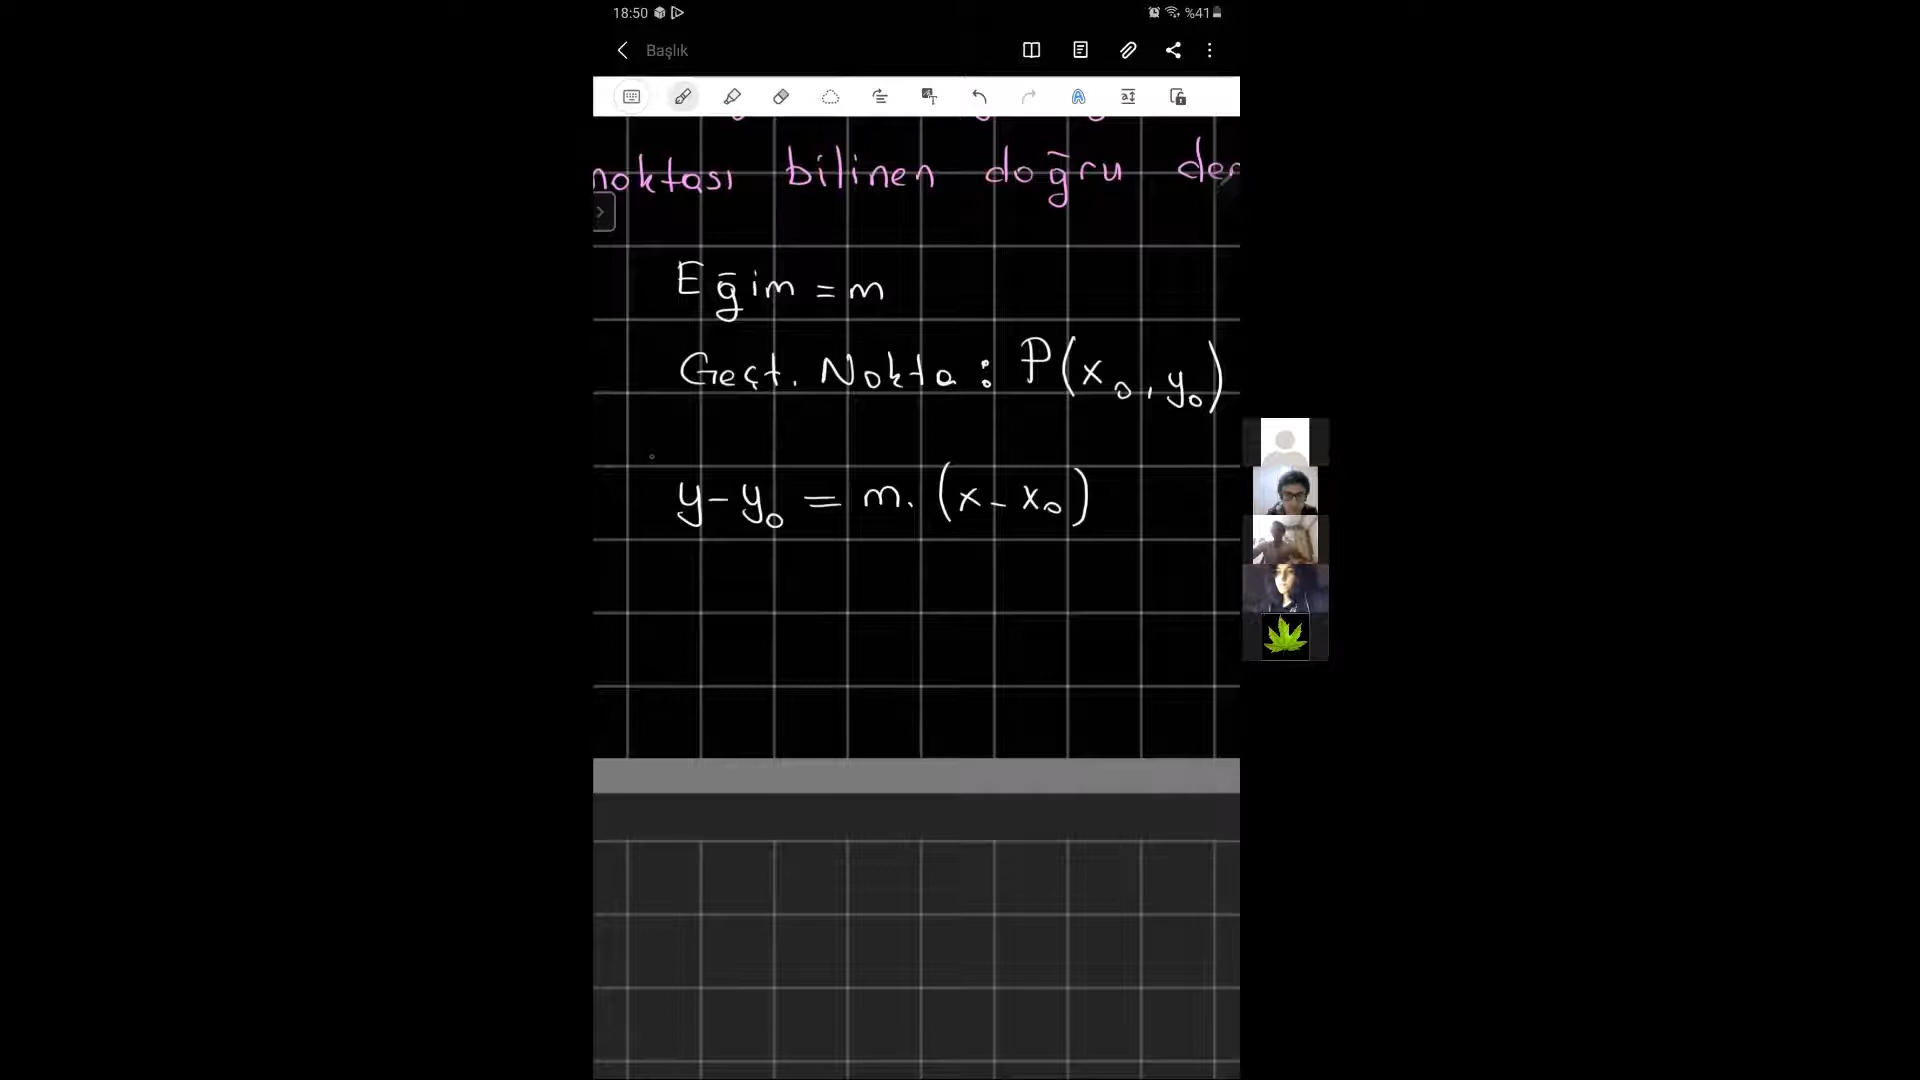 18:50 %41
Başlık
noktası bilinen doğru
Eğim = m
Geçt. Nokta : P(x₀, y₀)
y - y₀ = m. (x - x₀)